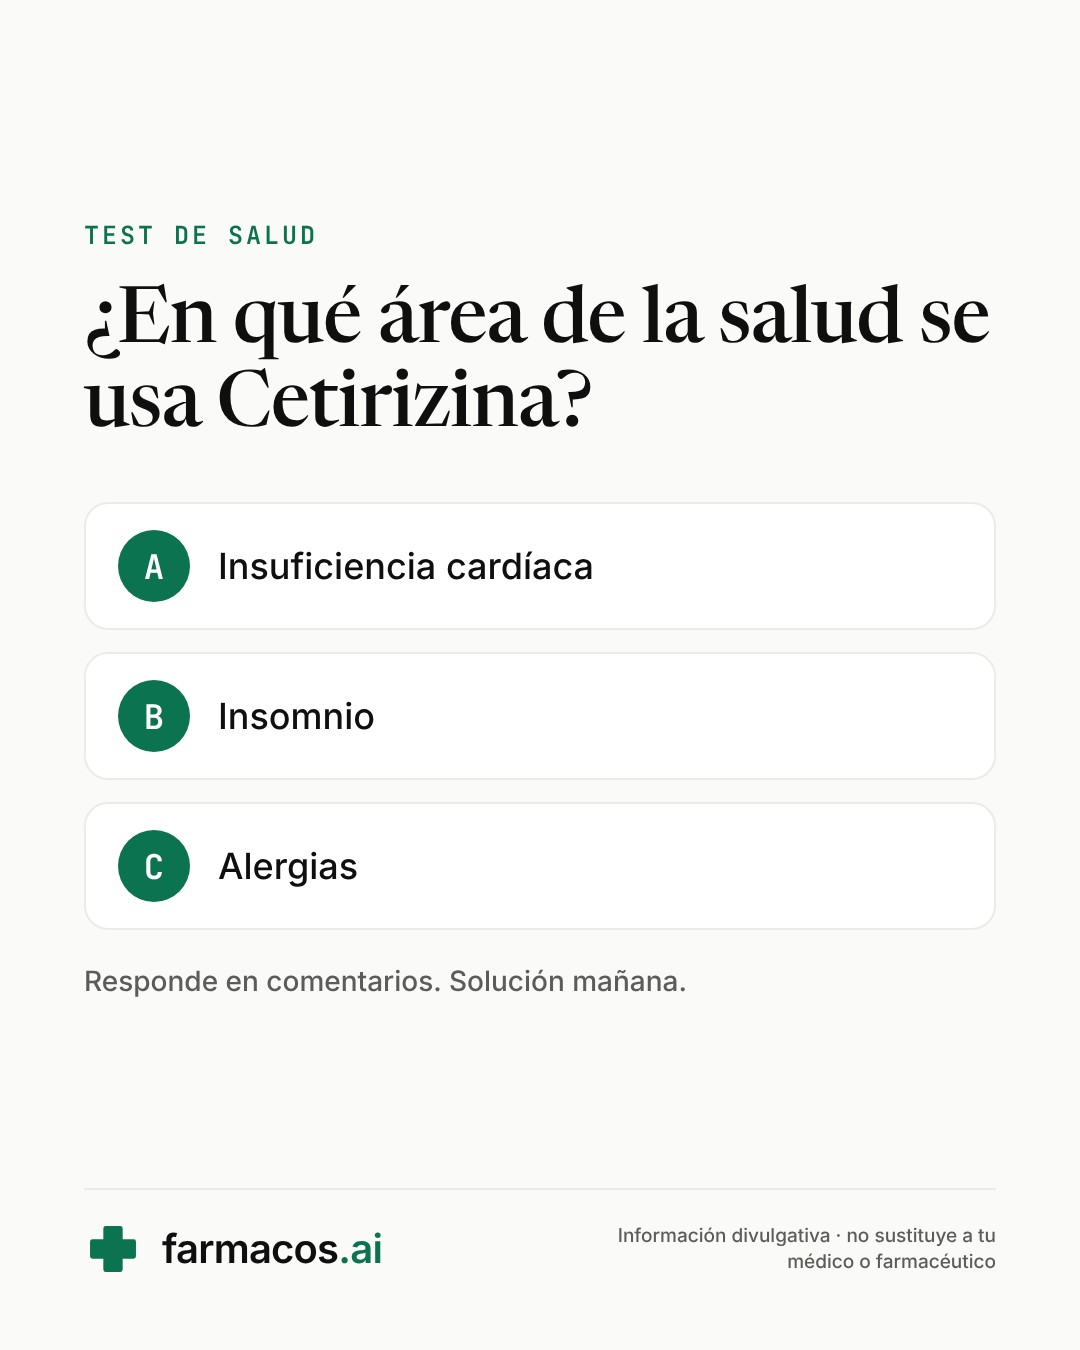 TEST DE SALUD
¿En qué área de la salud se
usa Cetirizina?
A Insuficiencia cardíaca
B Insomnio
C Alergias
Responde en comentarios. Solución mañana.
farmacos.ai
Información divulgativa · no sustituye a tu
médico o farmacéutico